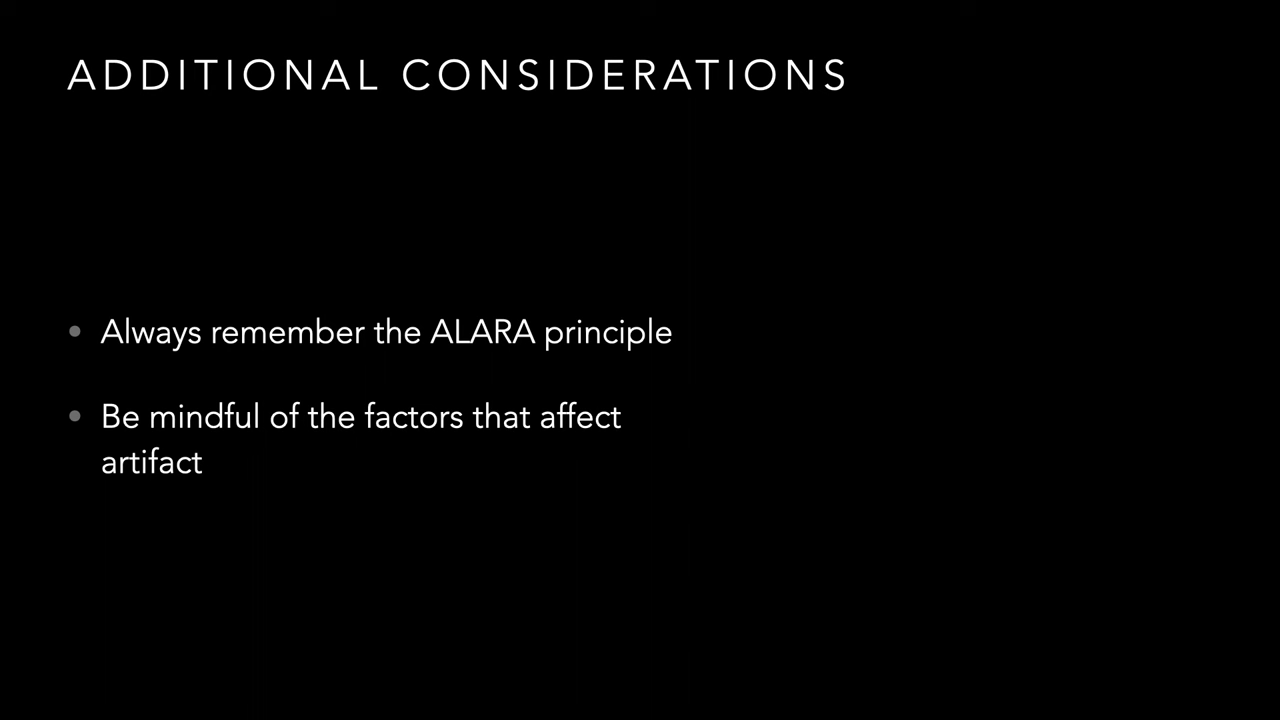 ADDITIONAL CONSIDERATIONS
• Always remember the ALARA principle
• Be mindful of the factors that affect
artifact